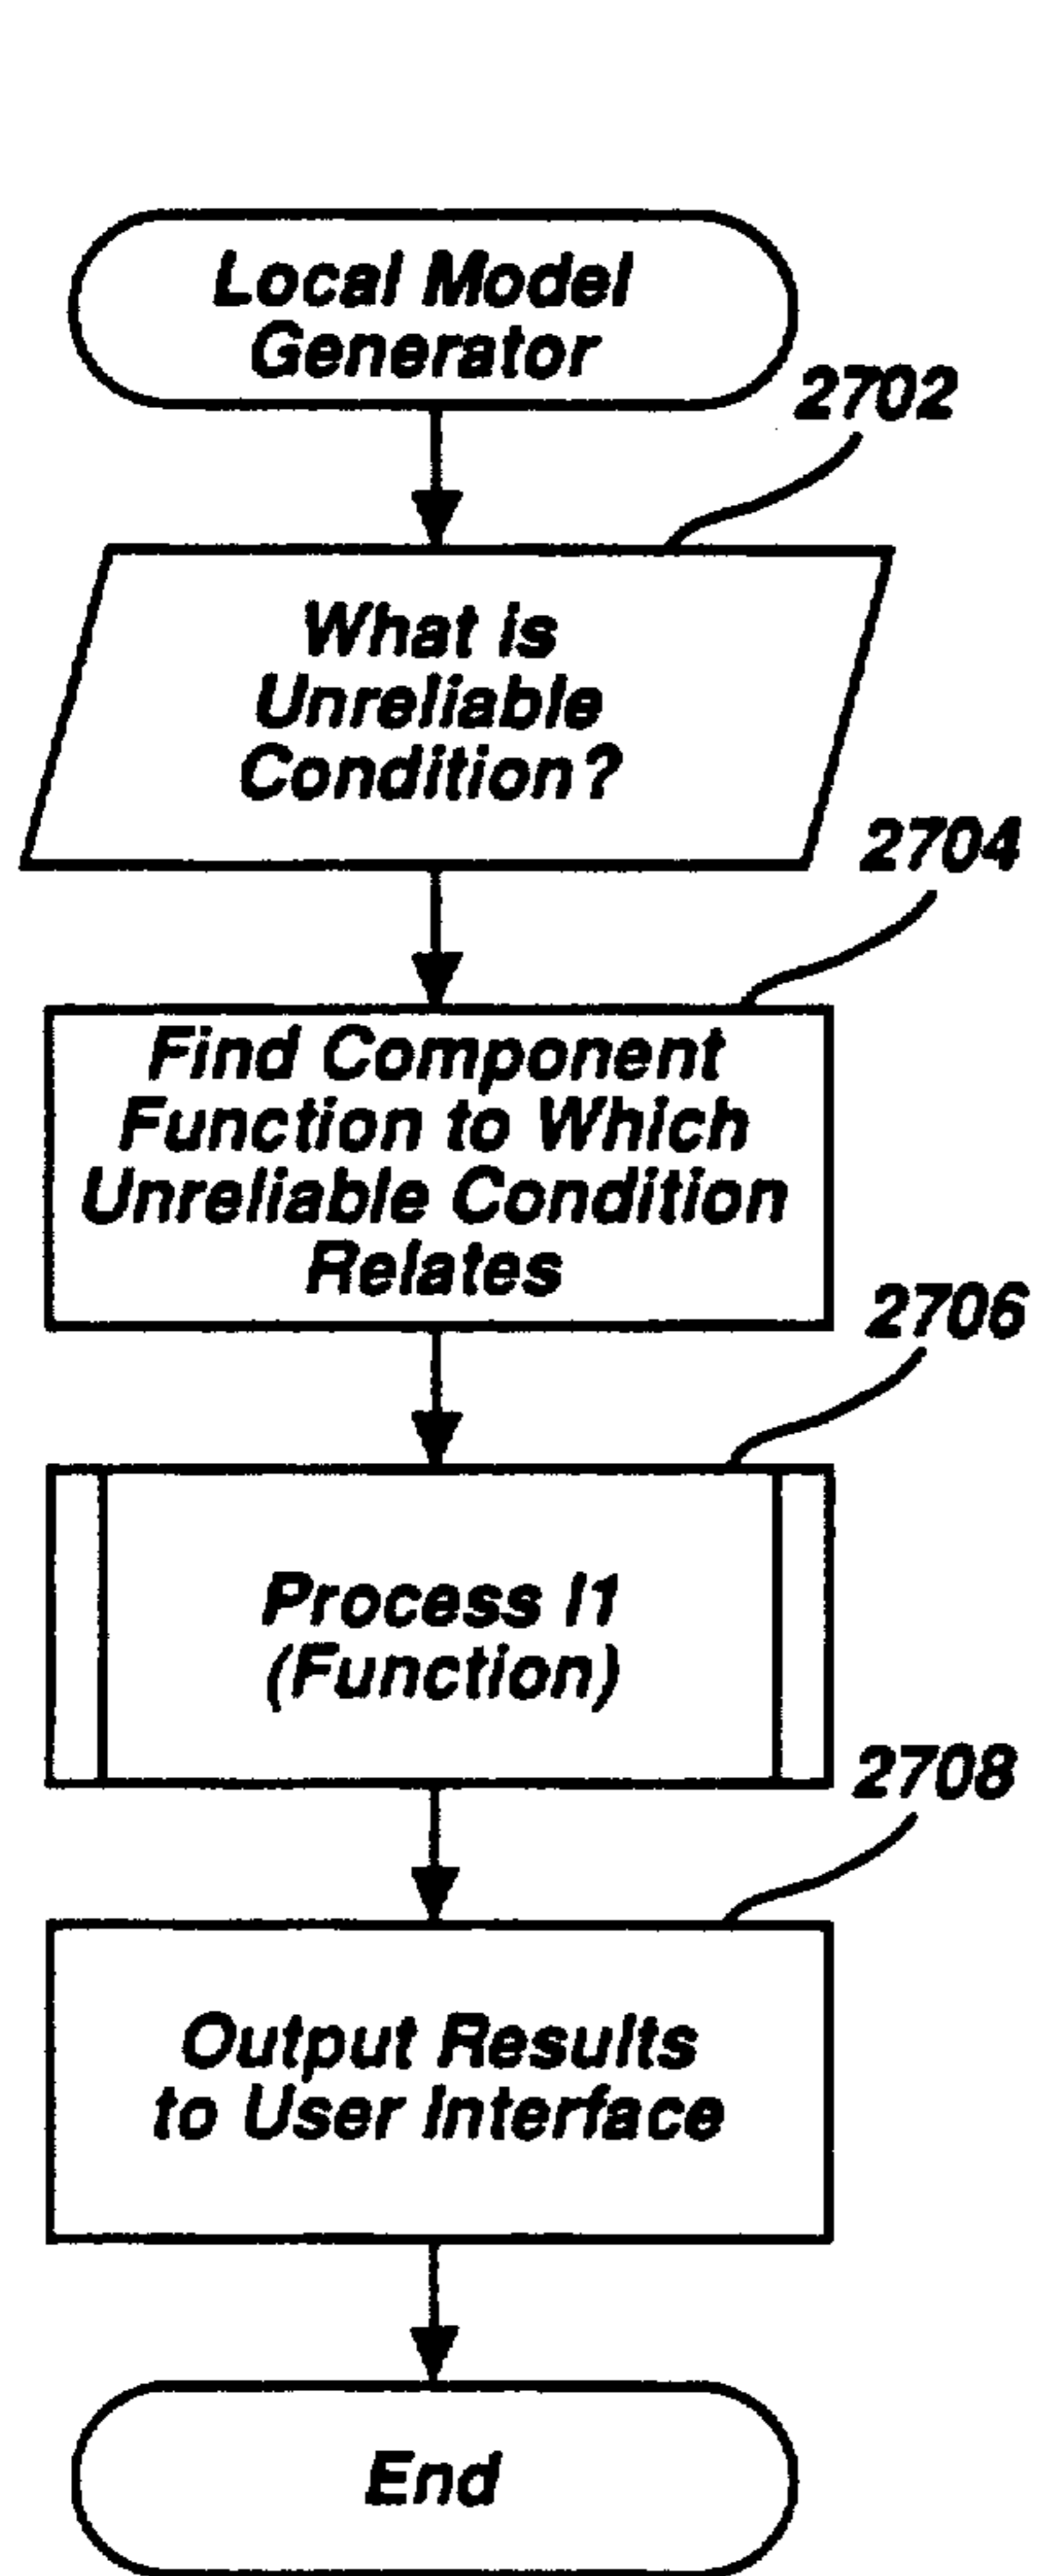 Local Model
Generator
2702
What is
Unreliable
Condition?
2704
Find Component
Function to Which
Unreliable Condition
Relates
2706
Process I1
(Function)
2708
Output Results
to User Interface
End